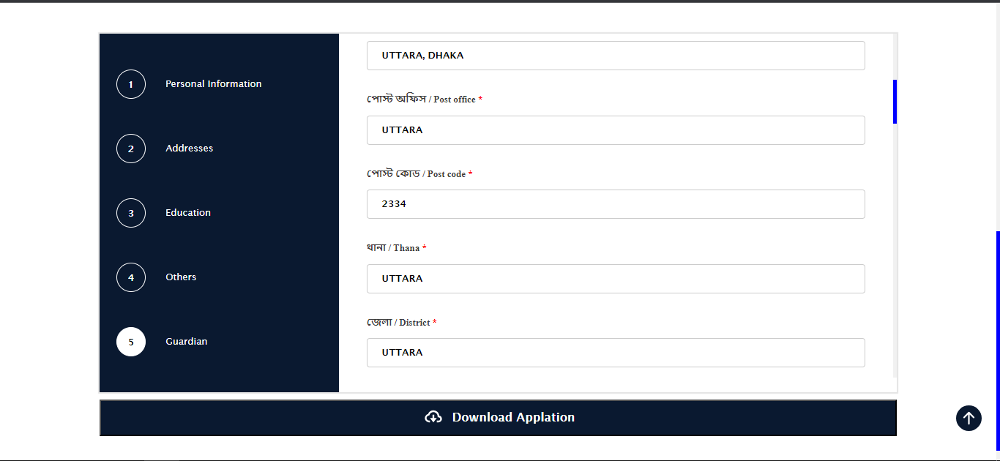 1 Personal Information
2 Addresses
3 Education
4 Others
5 Guardian
UTTARA, DHAKA
পোস্ট অফিস / Post office *
UTTARA
পোস্ট কোড / Post code *
2334
থানা / Thana *
UTTARA
জেলা / District *
UTTARA
Download Applation